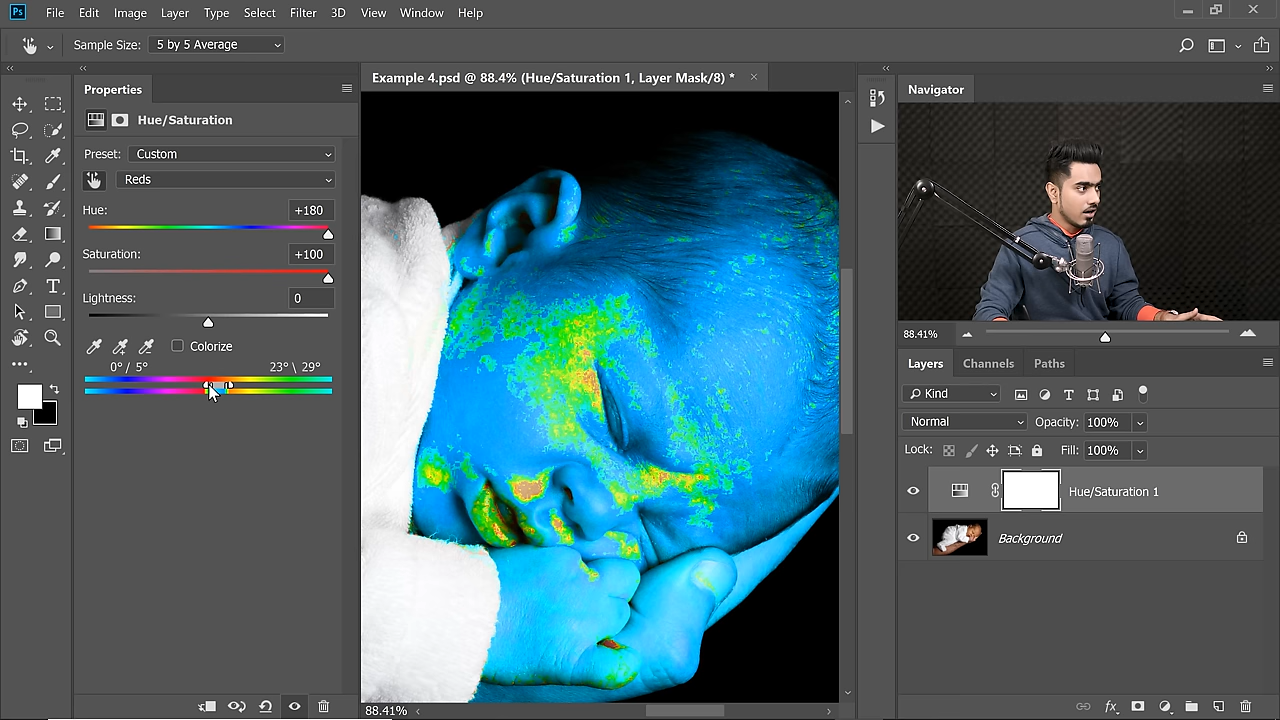 Ps File Edit Image Layer Type Select Filter 3D View Window Help
Sample Size: 5 by 5 Average
Properties
Example 4.psd @ 88.4% (Hue/Saturation 1, Layer Mask/8) *
Navigator
Hue/Saturation
Preset: Custom
Reds
Hue: +180
Saturation: +100
Lightness: 0
Colorize
0° / 5° 23° \ 29°
88.41%
88.41%
Layers Channels Paths
Kind
Normal Opacity: 100%
Lock: Fill: 100%
Hue/Saturation 1
Background
fx